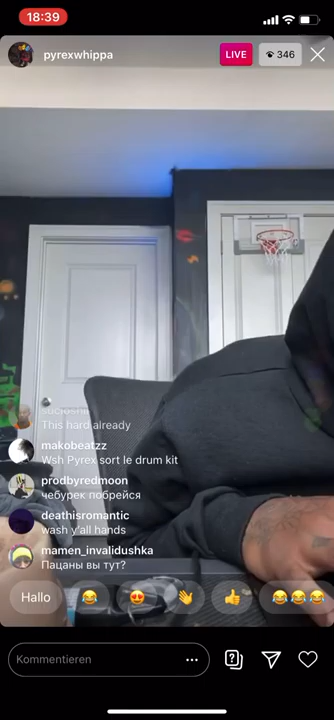 18:39
pyrexwhippa
LIVE
346
This hard already
makobeatzz
Wsh Pyrex sort le drum kit
prodbyredmoon
чебурек побрейся
deathisromantic
wash y'all hands
mamen_invalidushka
Пацаны вы тут?
Hallo
Kommentieren